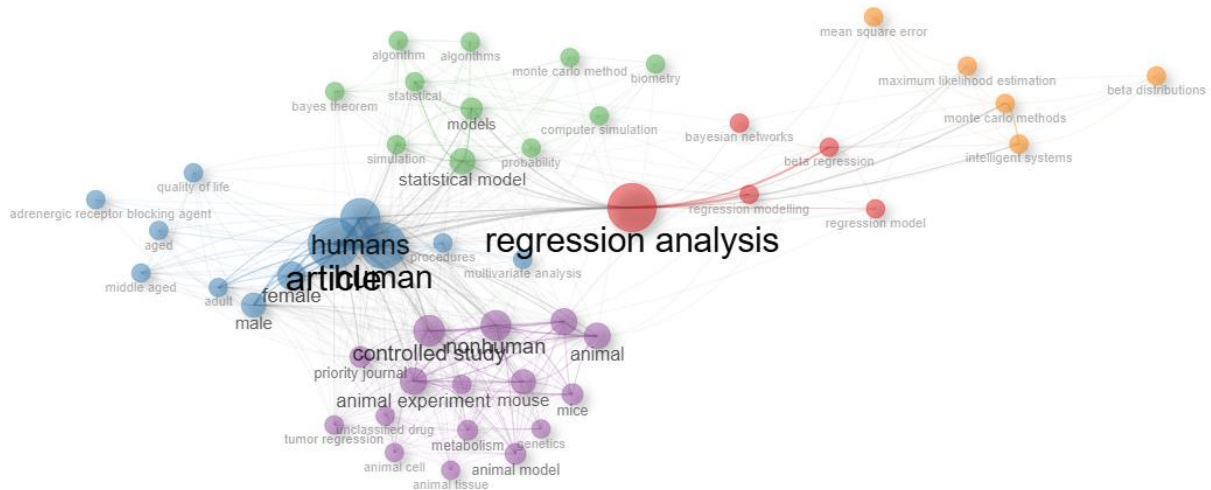 mean square error
algorithm
algorithms
monte carlo method
biometry
maximum likelihood estimation
beta distributions
bayes theorem
statistical
models
computer simulation
monte carlo methods
bayesian networks
simulation
probability
beta regression
intelligent systems
statistical model
quality of life
adrenergic receptor blocking agent
regression modelling
regression model
aged
humans
procedures
regression analysis
multivariate analysis
middle aged
article
human
adult
female
male
controlled study
nonhuman
animal
priority journal
animal experiment
mouse
mice
unclassified drug
tumor regression
metabolism
genetics
animal cell
animal model
animal tissue